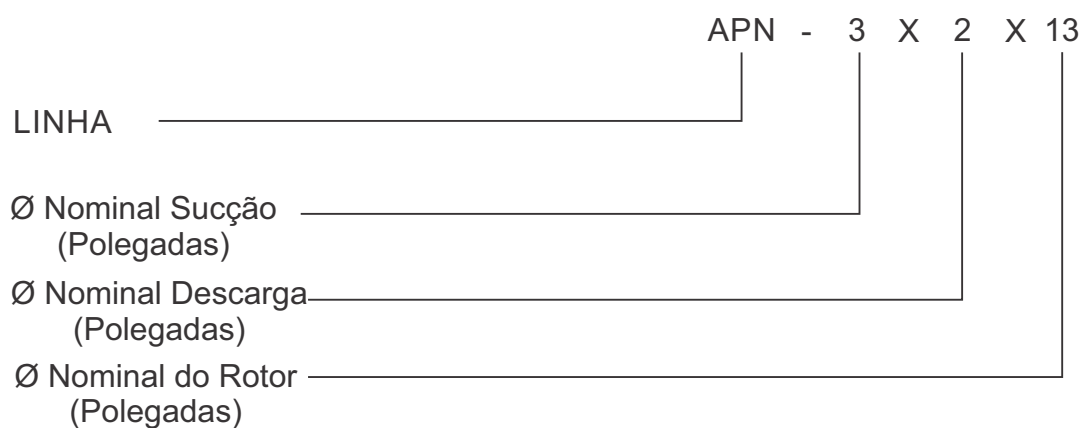 APN - 3 X 2 X 13
LINHA
Ø Nominal Sucção
(Polegadas)
Ø Nominal Descarga
(Polegadas)
Ø Nominal do Rotor
(Polegadas)